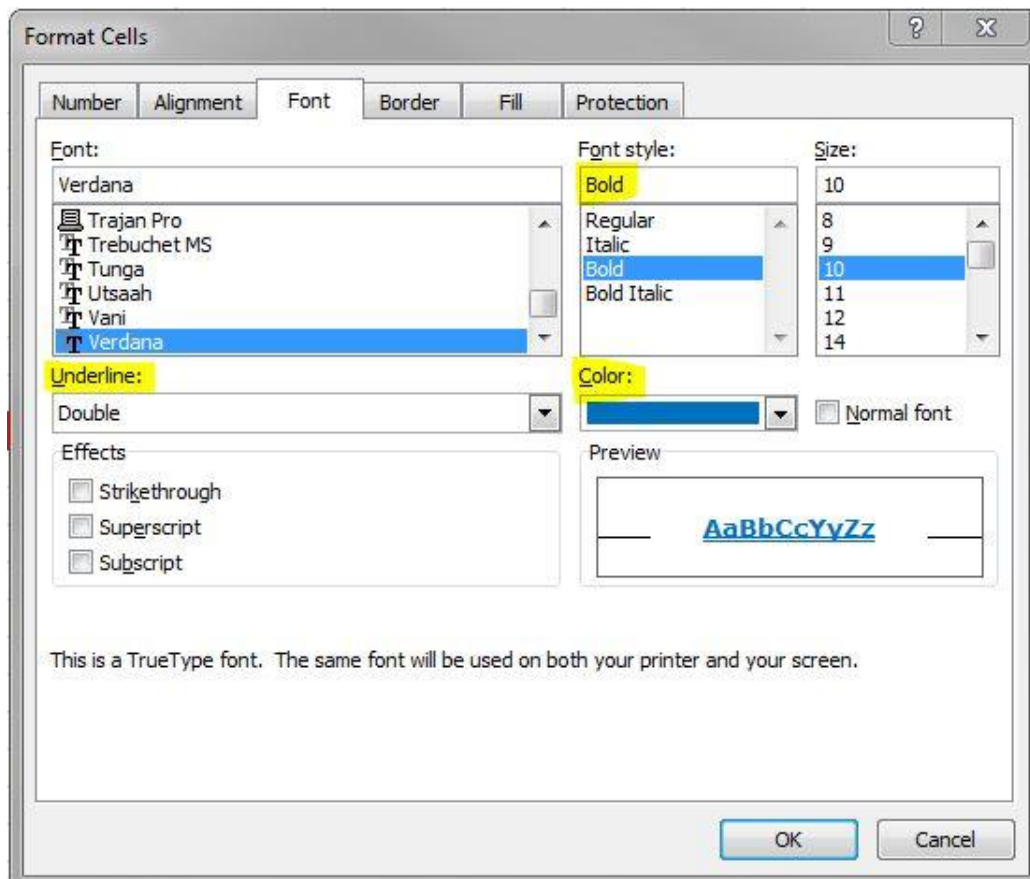 Format Cells
Number Alignment Font Border Fill Protection
Font: Font style: Size:
Verdana Bold 10
Trajan Pro Regular 8
Trebuchet MS Italic 9
Tunga Bold 10
Utsaah Bold Italic 11
Vani 12
Verdana 14
Underline: Color:
Double Normal font
Effects Preview
Strikethrough
Superscript AaBbCcYyZz
Subscript
This is a TrueType font. The same font will be used on both your printer and your screen.
OK Cancel